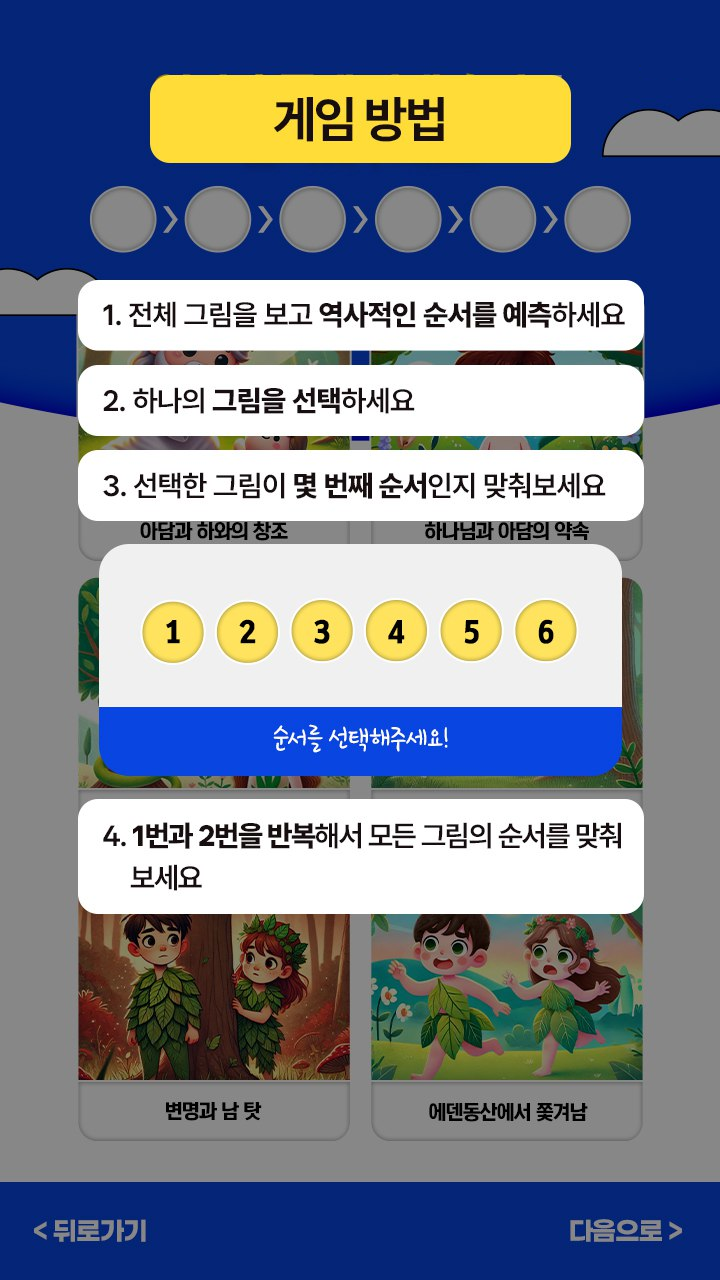 게임 방법
1. 전체 그림을 보고 역사적인 순서를 예측하세요
2. 하나의 그림을 선택하세요
3. 선택한 그림이 몇 번째 순서인지 맞춰보세요
아담과 하와의 창조
하나님과 아담의 약속
1 2 3 4 5 6
순서를 선택해주세요!
4. 1번과 2번을 반복해서 모든 그림의 순서를 맞춰
보세요
변명과 남 탓
에덴동산에서 쫓겨남
< 뒤로가기
다음으로 >